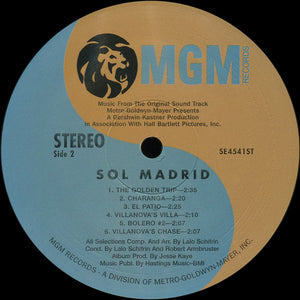 MGM
RECORDS
Music From The Original Sound Track
Metro-Goldwyn-Mayer Presents
A Gershwin-Kastner Production
In Association With Hall Bartlett Pictures, Inc.
STEREO
Side 2
SE4541ST
SOL MADRID
1. THE GOLDEN TRIP—2:35
2. CHARANGA—2:20
3. EL PATIO—2:25
4. VILLANOVA'S VILLA—2:10
5. BOLERO #2—2:17
6. VILLANOVA'S CHASE—2:07
All Selections Comp. And Arr. By Lalo Schifrin
Cond. By Lalo Schifrin and Robert Armbruster
Album Prod. By Jesse Kaye
Music Publ. By Hastings Music-BMI
MGM RECORDS - A DIVISION OF METRO-GOLDWYN-MAYER, INC.